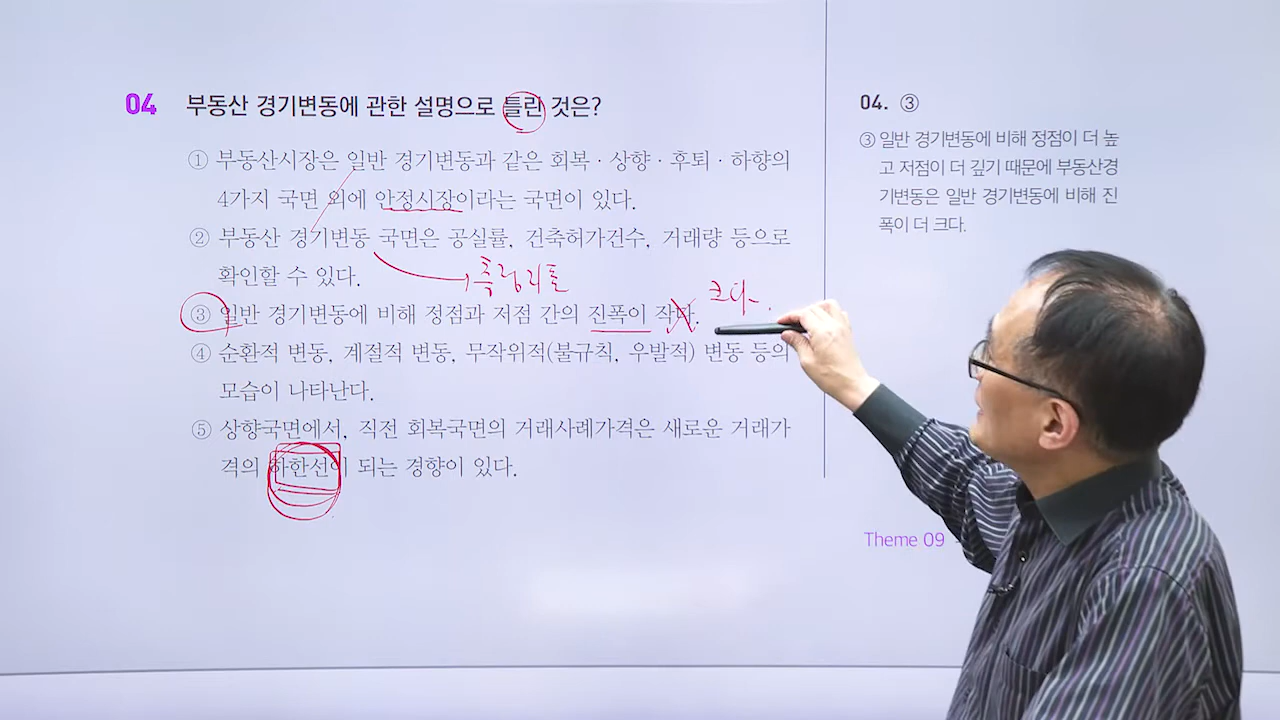 04 부동산 경기변동에 관한 설명으로 틀린 것은?
① 부동산시장은 일반 경기변동과 같은 회복·상향·후퇴·하향의
4가지 국면 외에 안정시장이라는 국면이 있다.
② 부동산 경기변동 국면은 공실률, 건축허가건수, 거래량 등으로
확인할 수 있다.
측정지표
크다.
③ 일반 경기변동에 비해 정점과 저점 간의 진폭이 작다.
④ 순환적 변동, 계절적 변동, 무작위적(불규칙, 우발적) 변동 등의
모습이 나타난다.
⑤ 상향국면에서, 직전 회복국면의 거래사례가격은 새로운 거래가
격의 하한선이 되는 경향이 있다.
04. ③
③ 일반 경기변동에 비해 정점이 더 높
고 저점이 더 깊기 때문에 부동산경
기변동은 일반 경기변동에 비해 진
폭이 더 크다.
Theme 09